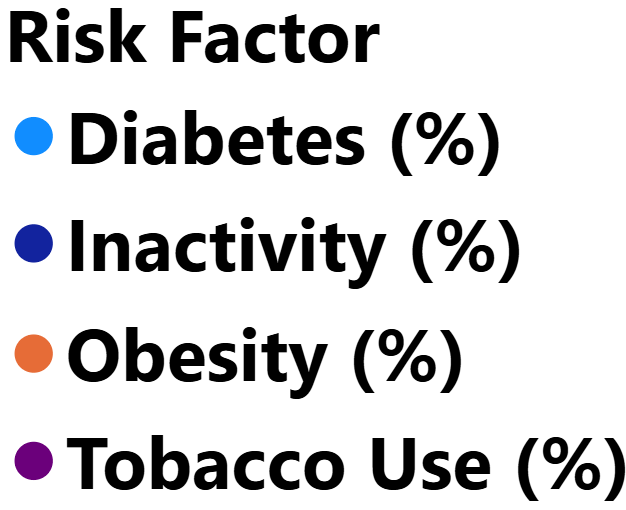 Risk Factor
Diabetes (%)
Inactivity (%)
Obesity (%)
Tobacco Use (%)